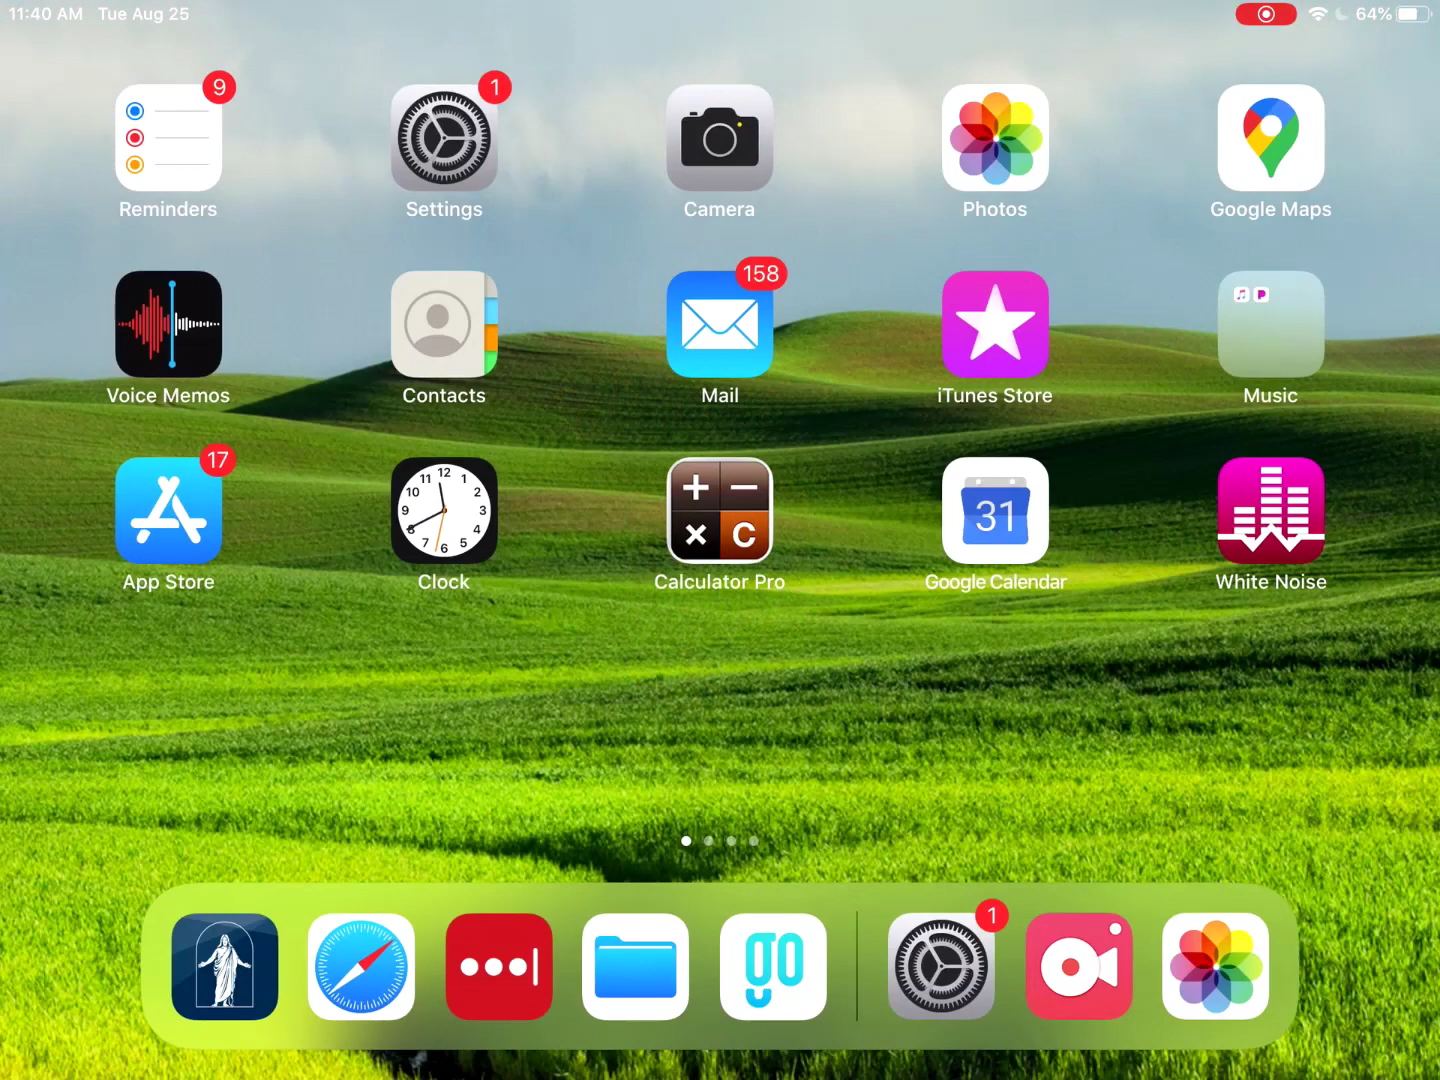 11:40 AM Tue Aug 25
64%
9
1
Reminders
Settings
Camera
Photos
Google Maps
158
Voice Memos
Contacts
Mail
iTunes Store
Music
17
12
11
1
10
2
9
3
8
4
7
5
6
+ −
× C
31
App Store
Clock
Calculator Pro
Google Calendar
White Noise
1
go